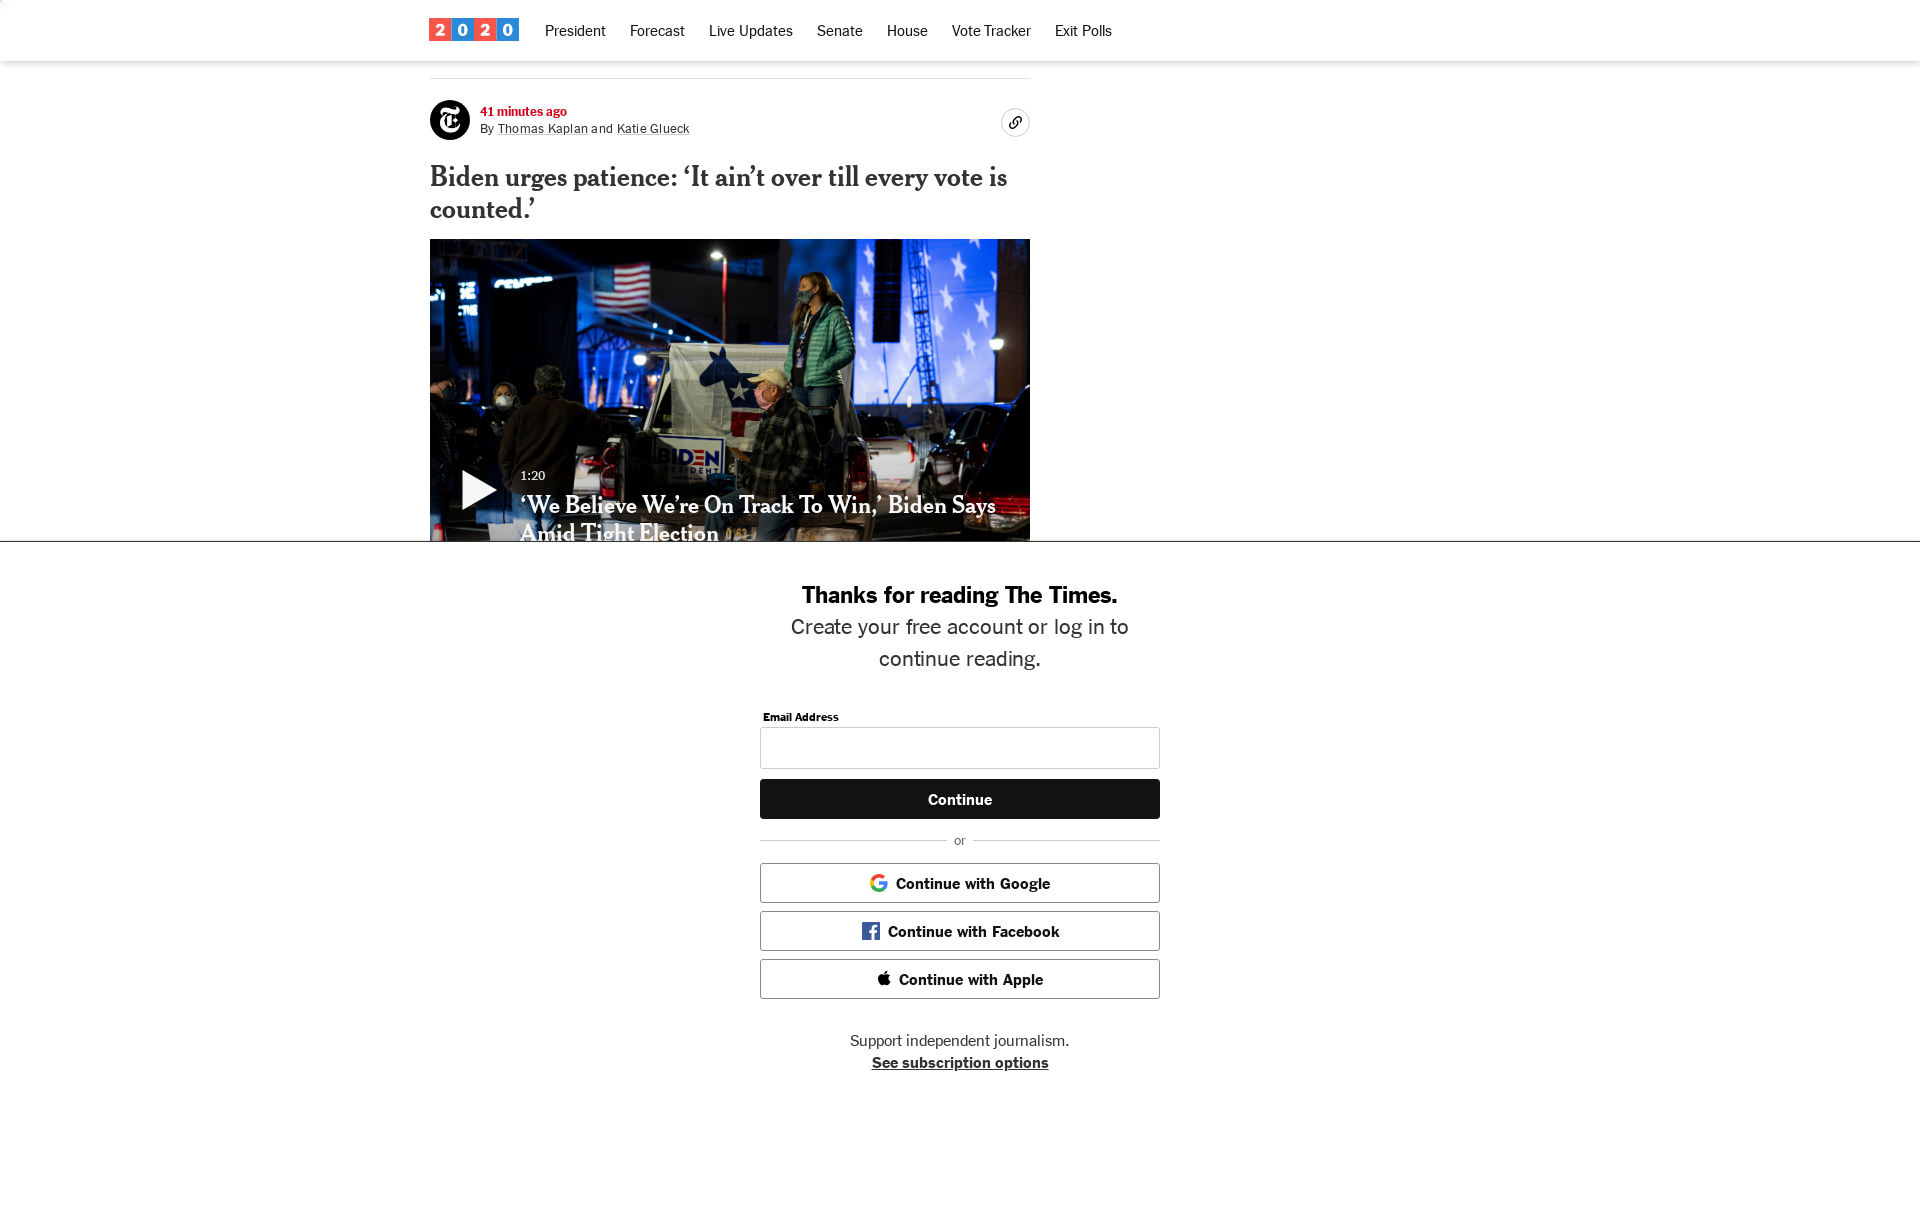 2020 President Forecast Live Updates Senate House Vote Tracker Exit Polls
41 minutes ago
By Thomas Kaplan and Katie Glueck
Biden urges patience: ‘It ain’t over till every vote is
counted.’
BIDEN
PRESIDENT
1:20
‘We Believe We’re On Track To Win,’ Biden Says
Amid Tight Election
Thanks for reading The Times.
Create your free account or log in to
continue reading.
Email Address
Continue
or
Continue with Google
Continue with Facebook
Continue with Apple
Support independent journalism.
See subscription options